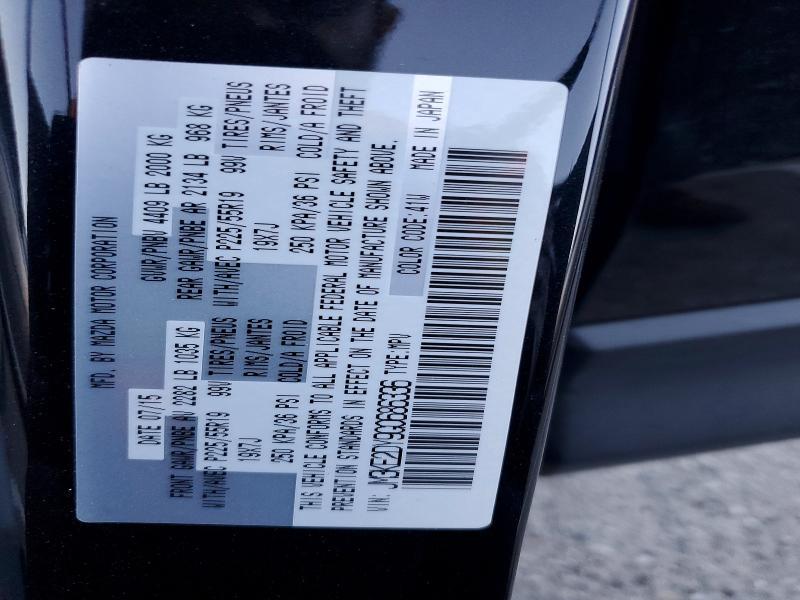 MFD. BY MAZDA MOTOR CORPORATION
DATE 07/15 GVWR/PNBV 4409 LB 2000 KG
FRONT GAWR/PNBE AV 2282 LB 1035 KG REAR GAWR/PNBE AR 2134 LB 968 KG
WITH/AVEC P225/55R19 99V TIRES/PNEUS WITH/AVEC P225/55R19 99V TIRES/PNEUS
19X7J RIMS/JANTES 19X7J RIMS/JANTES
250 KPA/36 PSI COLD/A FROID 250 KPA/36 PSI COLD/A FROID
THIS VEHICLE CONFORMS TO ALL APPLICABLE FEDERAL MOTOR VEHICLE SAFETY AND THEFT
PREVENTION STANDARDS IN EFFECT ON THE DATE OF MANUFACTURE SHOWN ABOVE.
VIN: TYPE:MPV COLOR CODE:41W MADE IN JAPAN